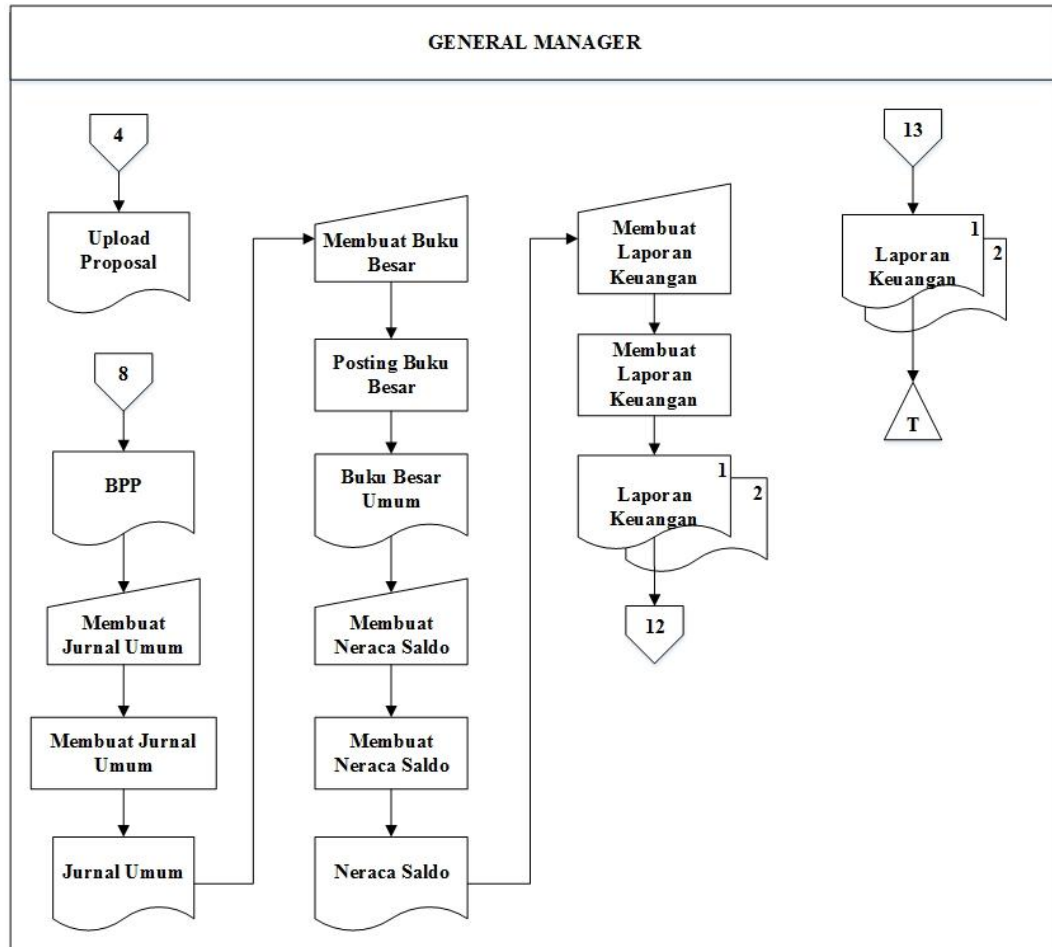 GENERAL MANAGER
4
Upload
Proposal
8
BPP
Membuat
Jurnal Umum
Membuat Jurnal
Umum
Jurnal Umum
Membuat Buku
Besar
Posting Buku
Besar
Buku Besar
Umum
Membuat
Neraca Saldo
Membuat
Neraca Saldo
Neraca Saldo
Membuat
Laporan
Keuangan
Membuat
Laporan
Keuangan
1
2
Laporan
Keuangan
12
13
1
2
Laporan
Keuangan
T